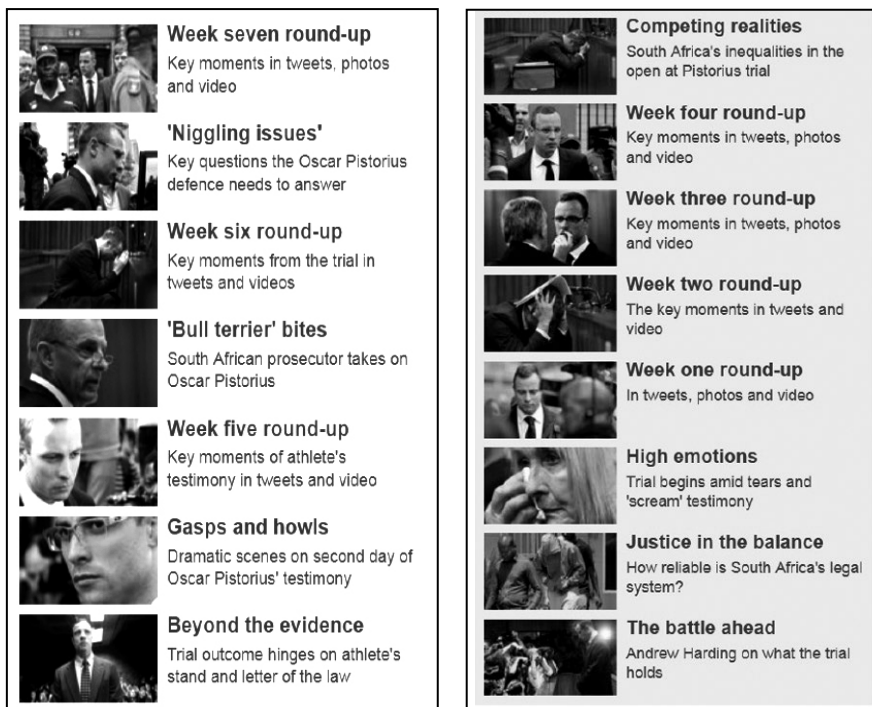 Week seven round-up
Key moments in tweets, photos
and video
'Niggling issues'
Key questions the Oscar Pistorius
defence needs to answer
Week six round-up
Key moments from the trial in
tweets and videos
'Bull terrier' bites
South African prosecutor takes on
Oscar Pistorius
Week five round-up
Key moments of athlete's
testimony in tweets and video
Gasps and howls
Dramatic scenes on second day of
Oscar Pistorius' testimony
Beyond the evidence
Trial outcome hinges on athlete's
stand and letter of the law
Competing realities
South Africa's inequalities in the
open at Pistorius trial
Week four round-up
Key moments in tweets, photos
and video
Week three round-up
Key moments in tweets, photos
and video
Week two round-up
The key moments in tweets and
video
Week one round-up
In tweets, photos and video
High emotions
Trial begins amid tears and
'scream' testimony
Justice in the balance
How reliable is South Africa's legal
system?
The battle ahead
Andrew Harding on what the trial
holds